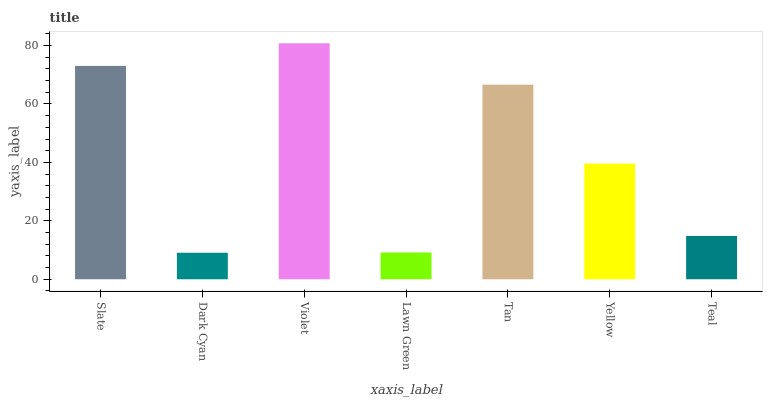 title
yaxis_label
80
60
40
20
0
Slate
Dark Cyan
Violet
Lawn Green
Tan
Yellow
Teal
xaxis_label